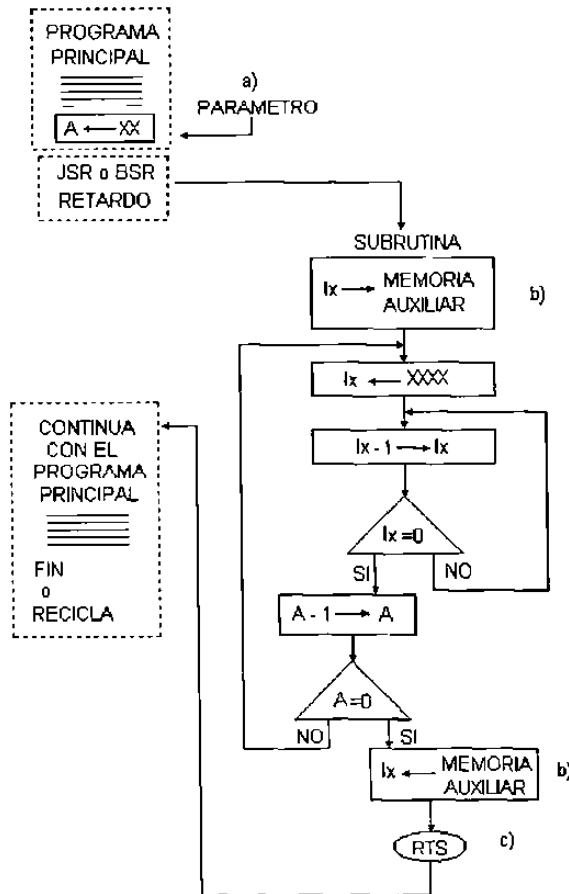 PROGRAMA
PRINCIPAL
A ← XX
a)
PARAMETRO
JSR o BSR
RETARDO
SUBRUTINA
Ix → MEMORIA
AUXILIAR
b)
Ix ← XXXX
Ix - 1 → Ix
Ix = 0
SI
NO
A - 1 → A
A = 0
NO
SI
Ix ← MEMORIA
AUXILIAR
b)
RTS
c)
CONTINUA
CON EL
PROGRAMA
PRINCIPAL
FIN
o
RECICLA